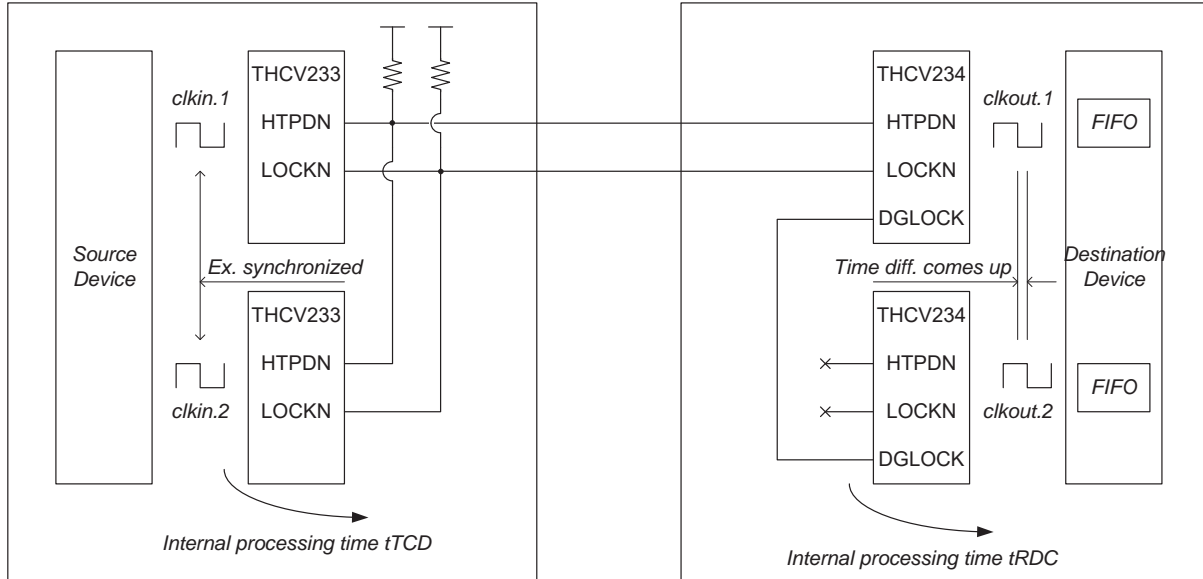 THCV233
clkin.1
HTPDN
LOCKN
Source
Device
Ex. synchronized
THCV233
HTPDN
clkin.2
LOCKN
Internal processing time tTCD
THCV234
clkout.1
HTPDN
FIFO
LOCKN
DGLOCK
Time diff. comes up
Destination
Device
THCV234
HTPDN
FIFO
LOCKN
clkout.2
DGLOCK
Internal processing time tRDC